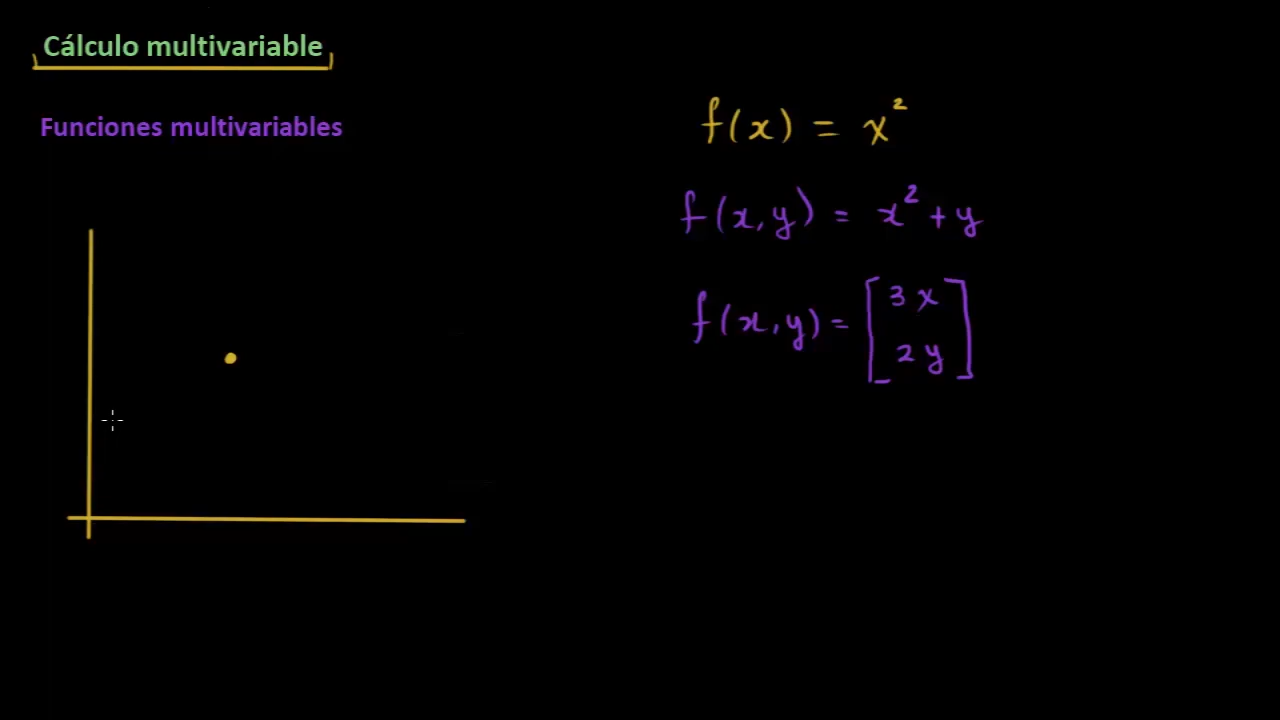 Cálculo multivariable
Funciones multivariables
f(x) = x²
f(x,y) = x² + y
f(x,y) = [3x
2y]